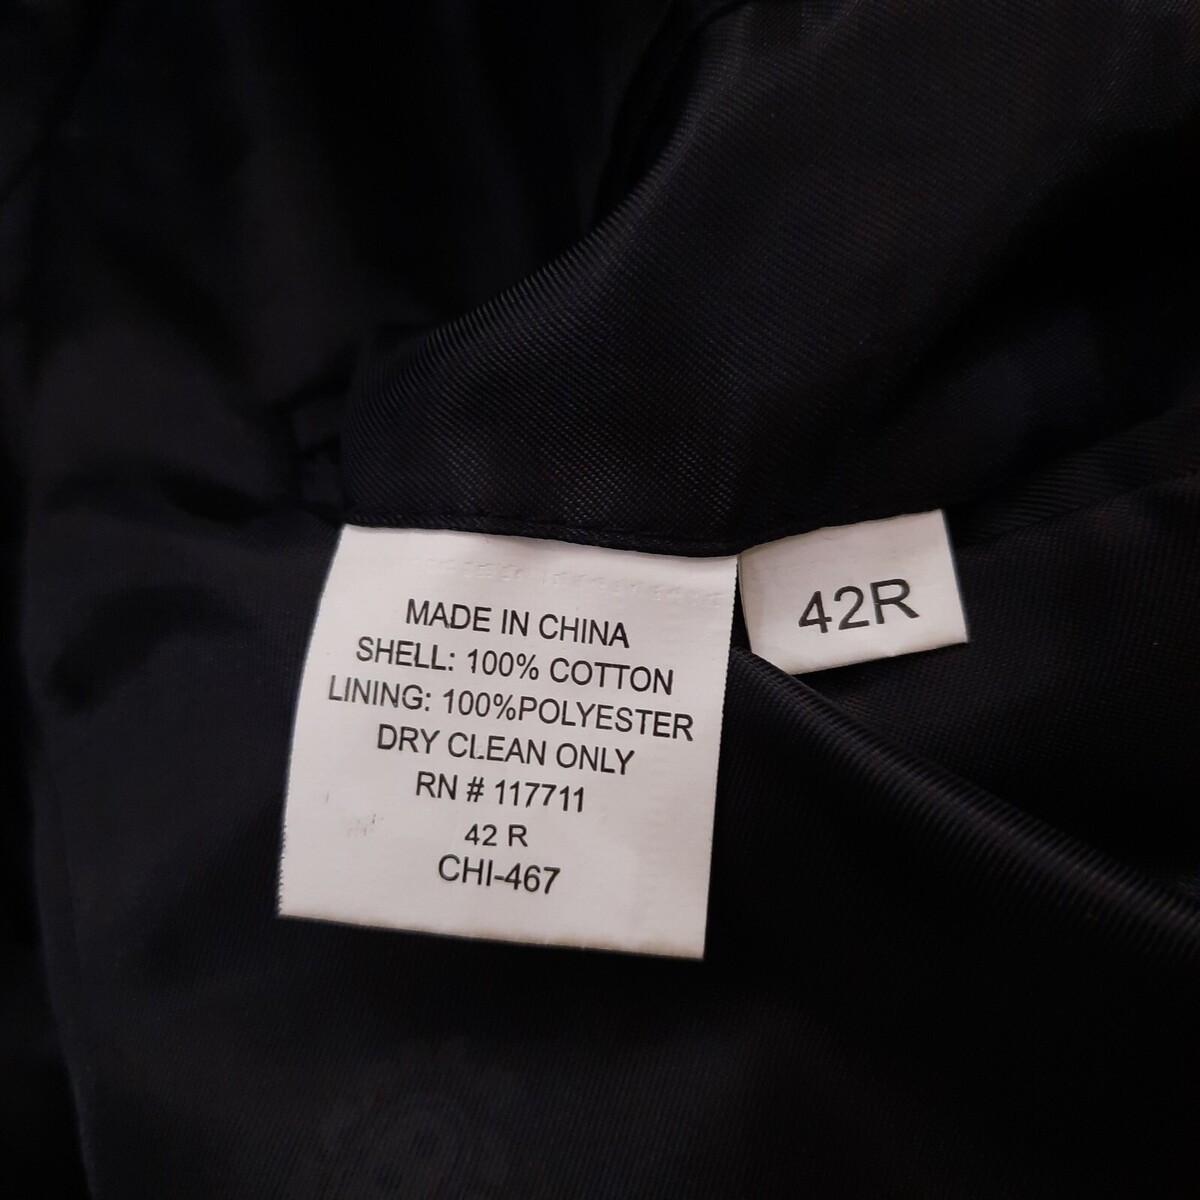 MADE IN CHINA
SHELL: 100% COTTON
LINING: 100%POLYESTER
DRY CLEAN ONLY
RN # 117711
42 R
CHI-467
42R